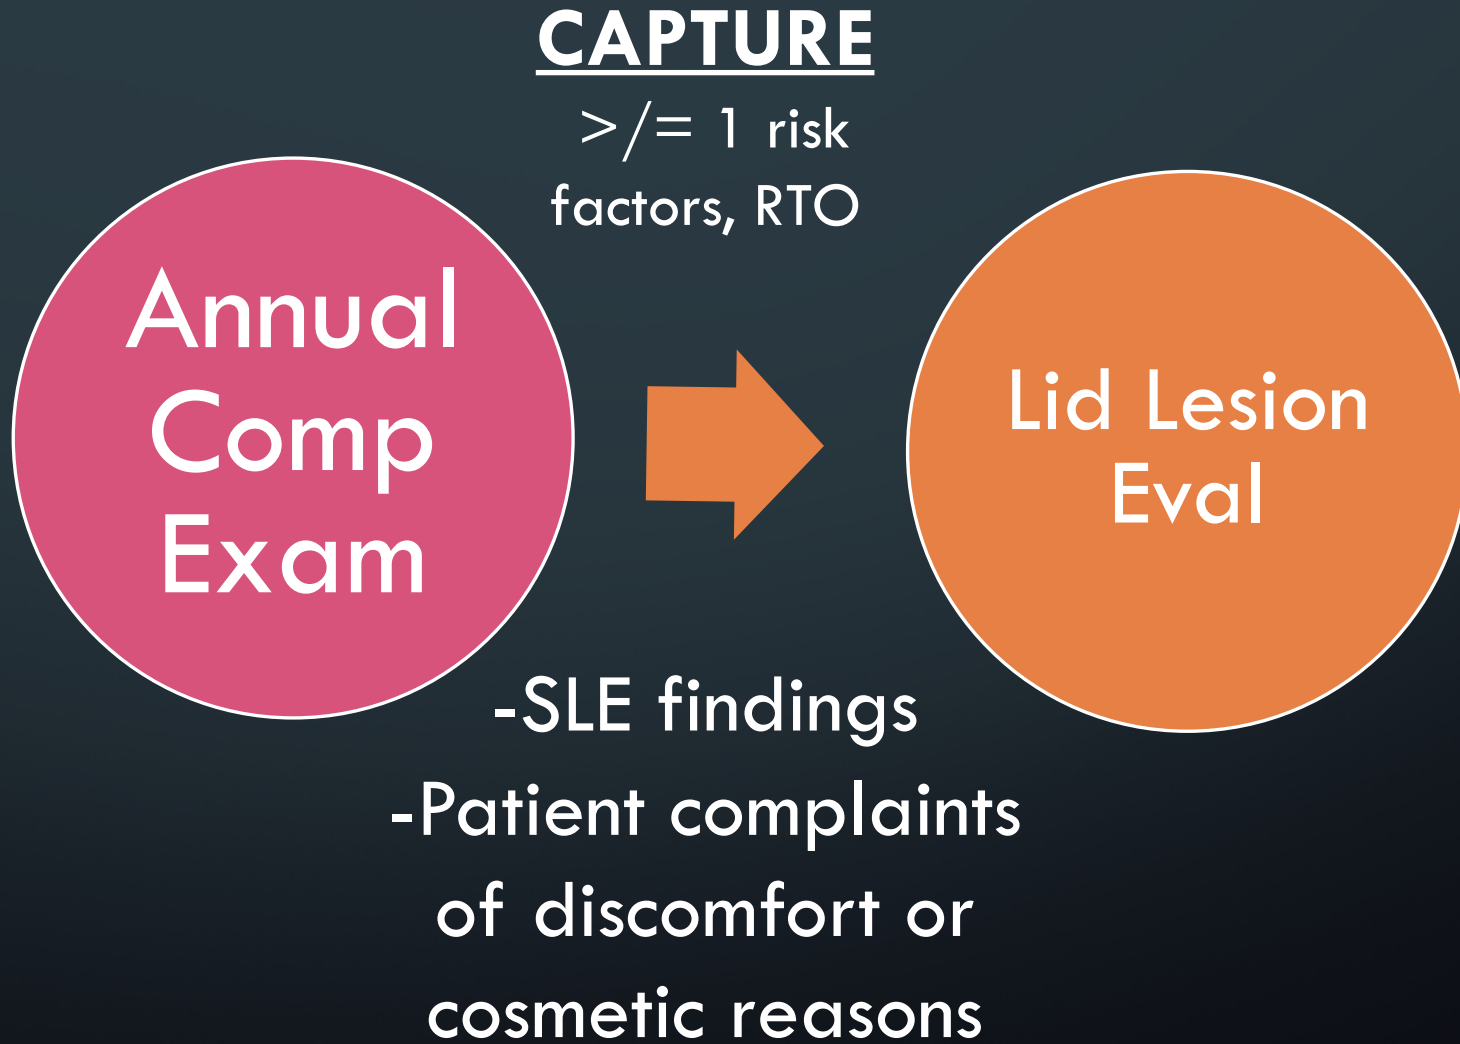 CAPTURE
>/= 1 risk
factors, RTO
Annual
Comp
Exam
Lid Lesion
Eval
-SLE findings
-Patient complaints
of discomfort or
cosmetic reasons